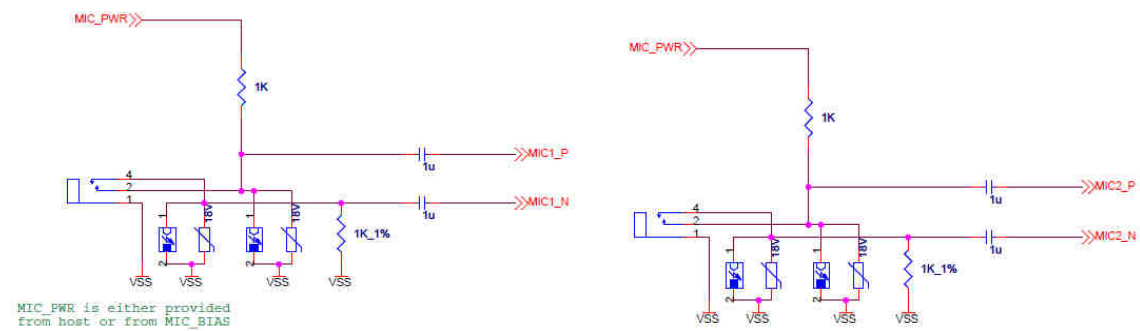 MIC_PWR
1K
MIC1_P
1u
4
2
1
MIC1_N
1u
18V
18V
1
1
1K_1%
2
2
VSS
VSS
VSS
VSS
MIC_PWR is either provided
from host or from MIC_BIAS
MIC_PWR
1K
MIC2_P
1u
4
2
1
MIC2_N
1u
18V
18V
1
1
1K_1%
2
2
VSS
VSS
VSS
VSS